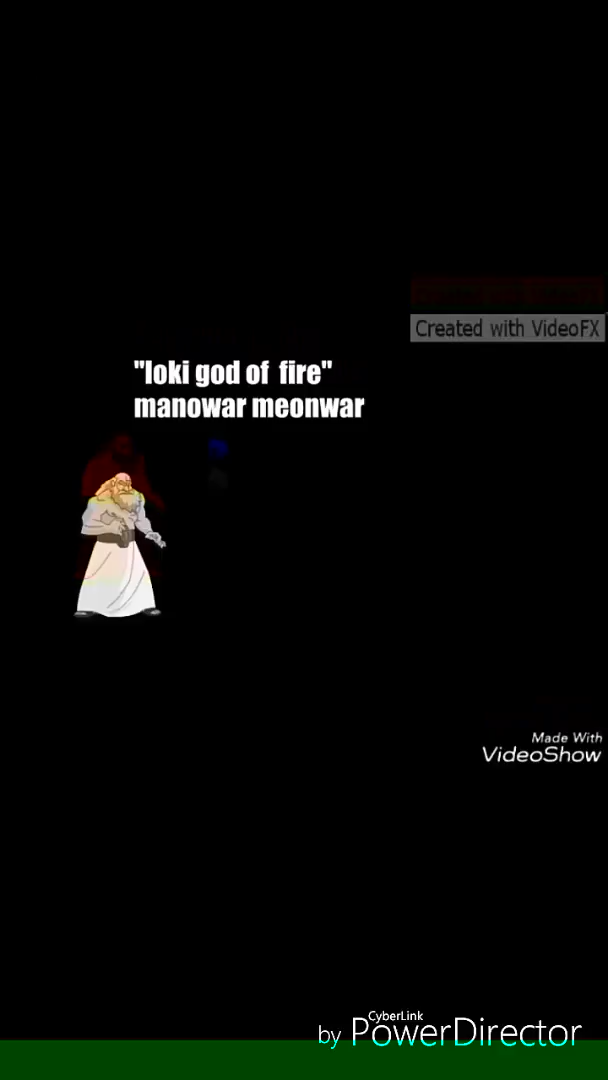 Created with VideoFX
"loki god of fire"
manowar meonwar
Made With
VideoShow
CyberLink
by PowerDirector